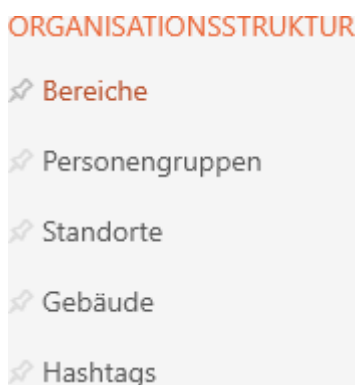 ORGANISATIONSSTRUKTUR
Bereiche
Personengruppen
Standorte
Gebäude
Hashtags